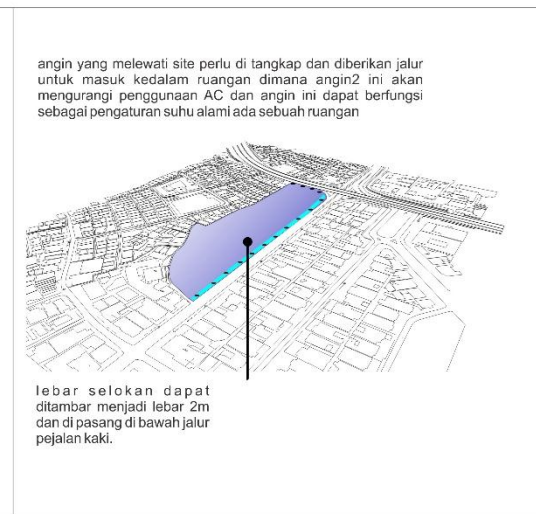 angin yang melewati site perlu di tangkap dan diberikan jalur
untuk masuk kedalam ruangan dimana angin2 ini akan
mengurangi penggunaan AC dan angin ini dapat berfungsi
sebagai pengaturan suhu alami ada sebuah ruangan
lebar selokan dapat
ditambar menjadi lebar 2m
dan di pasang di bawah jalur
pejalan kaki.